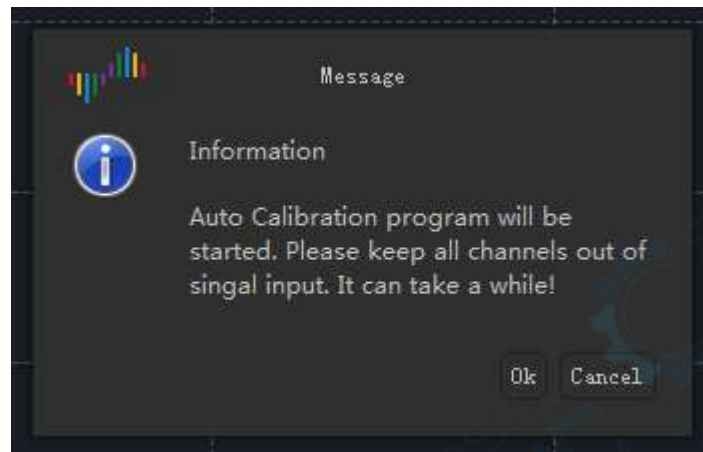 Message
Information
Auto Calibration program will be
started. Please keep all channels out of
singal input. It can take a while!
Ok Cancel